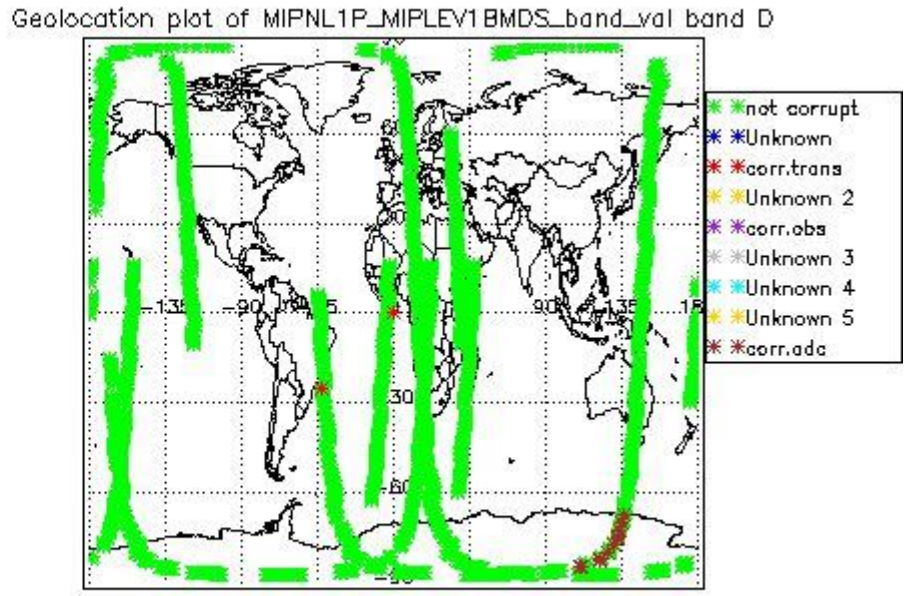 Geolocation plot of MIPNL1P_MIPLEV1BMDS_band_val band D
not corrupt
Unknown
corr.trans
Unknown 2
corr.obs
Unknown 3
Unknown 4
Unknown 5
corr.adc
-135 -90 90 135
-30
-60